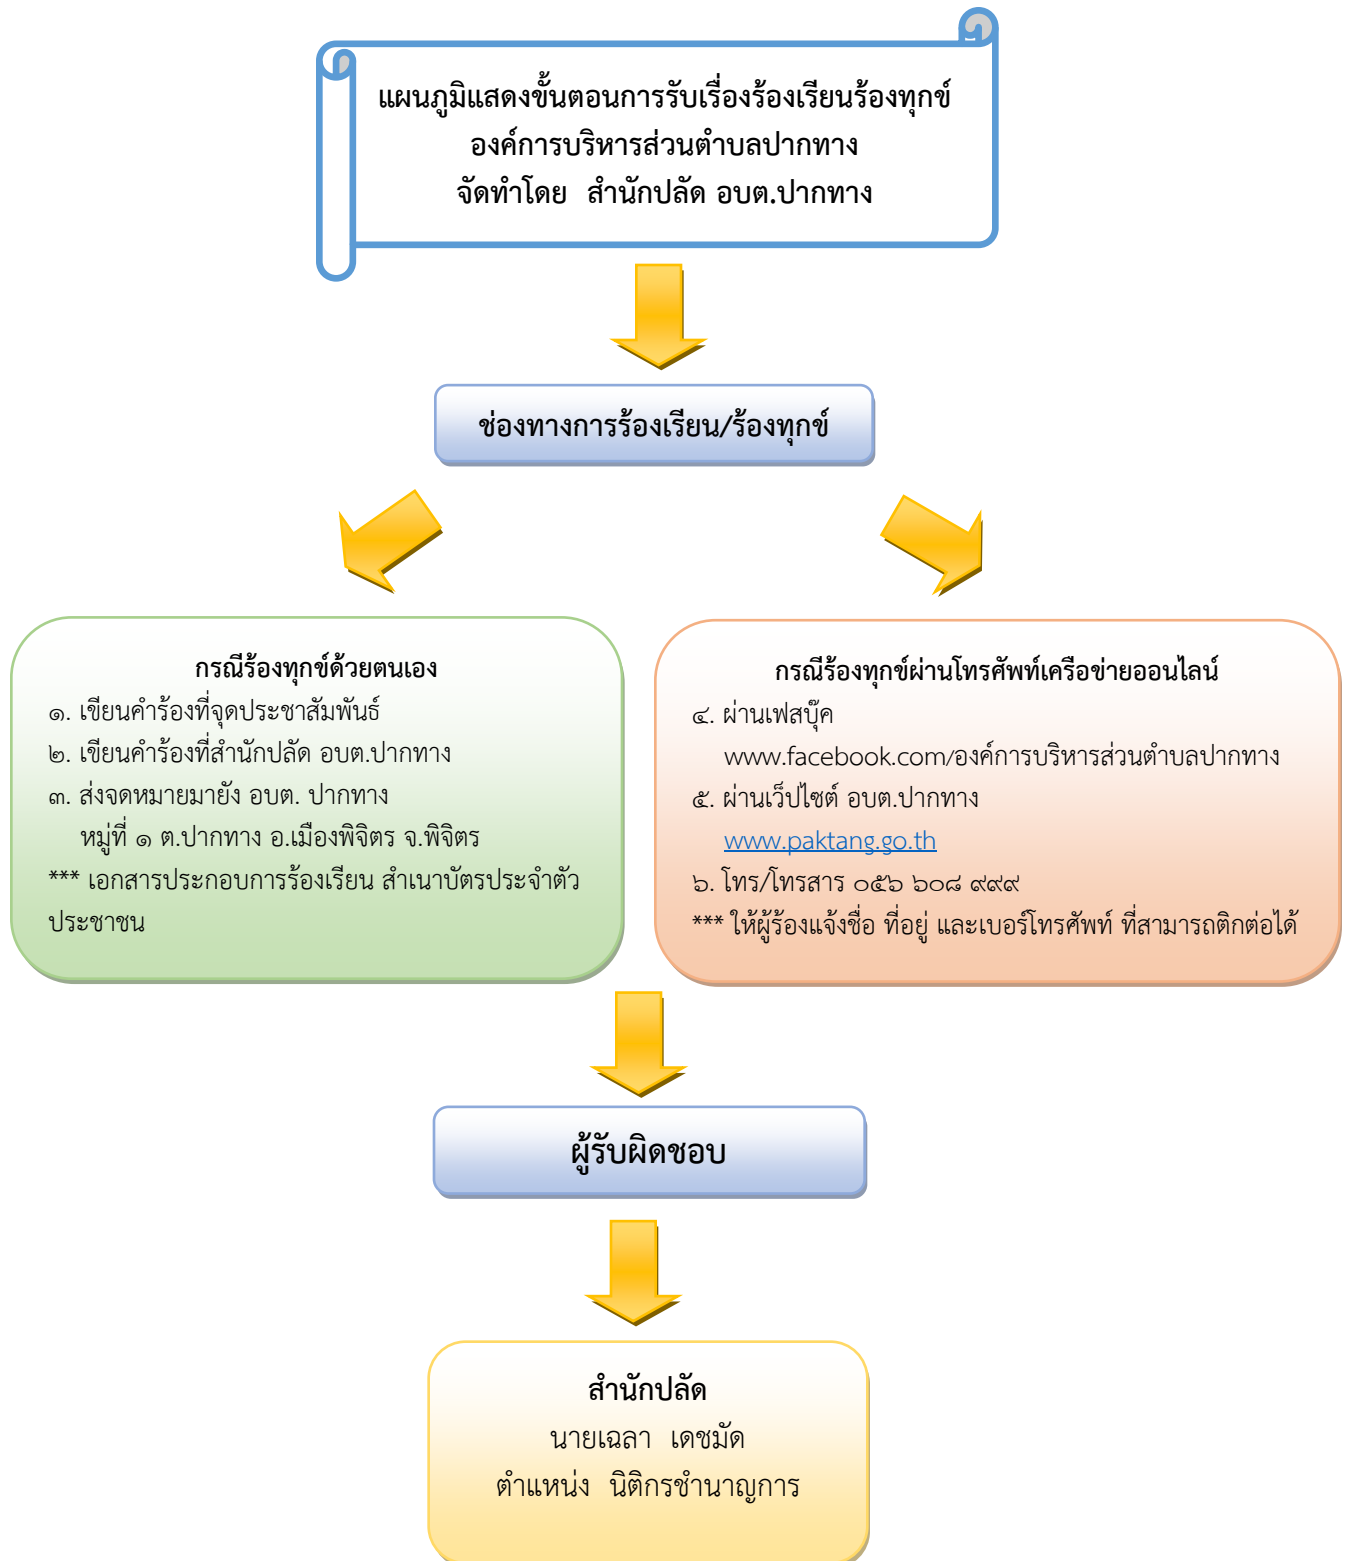 แผนภูมิแสดงขั้นตอนการรับเรื่องร้องเรียนร้องทุกข์
องค์การบริหารส่วนตำบลปากทาง
จัดทำโดย  สำนักปลัด อบต.ปากทาง
ช่องทางการร้องเรียน/ร้องทุกข์
กรณีร้องทุกข์ด้วยตนเอง
๑. เขียนคำร้องที่จุดประชาสัมพันธ์
๒. เขียนคำร้องที่สำนักปลัด อบต.ปากทาง
๓. ส่งจดหมายมายัง อบต. ปากทาง
หมู่ที่ ๑ ต.ปากทาง อ.เมืองพิจิตร จ.พิจิตร
*** เอกสารประกอบการร้องเรียน สำเนาบัตรประจำตัว
ประชาชน
กรณีร้องทุกข์ผ่านโทรศัพท์เครือข่ายออนไลน์
๔. ผ่านเฟสบุ๊ค
www.facebook.com/องค์การบริหารส่วนตำบลปากทาง
๕. ผ่านเว็ปไซต์ อบต.ปากทาง
www.paktang.go.th
๖. โทร/โทรสาร ๐๕๖ ๖๐๘ ๙๙๙
*** ให้ผู้ร้องแจ้งชื่อ ที่อยู่ และเบอร์โทรศัพท์ ที่สามารถติกต่อได้
ผู้รับผิดชอบ
สำนักปลัด
นายเฉลา  เดชมัด
ตำแหน่ง  นิติกรชำนาญการ